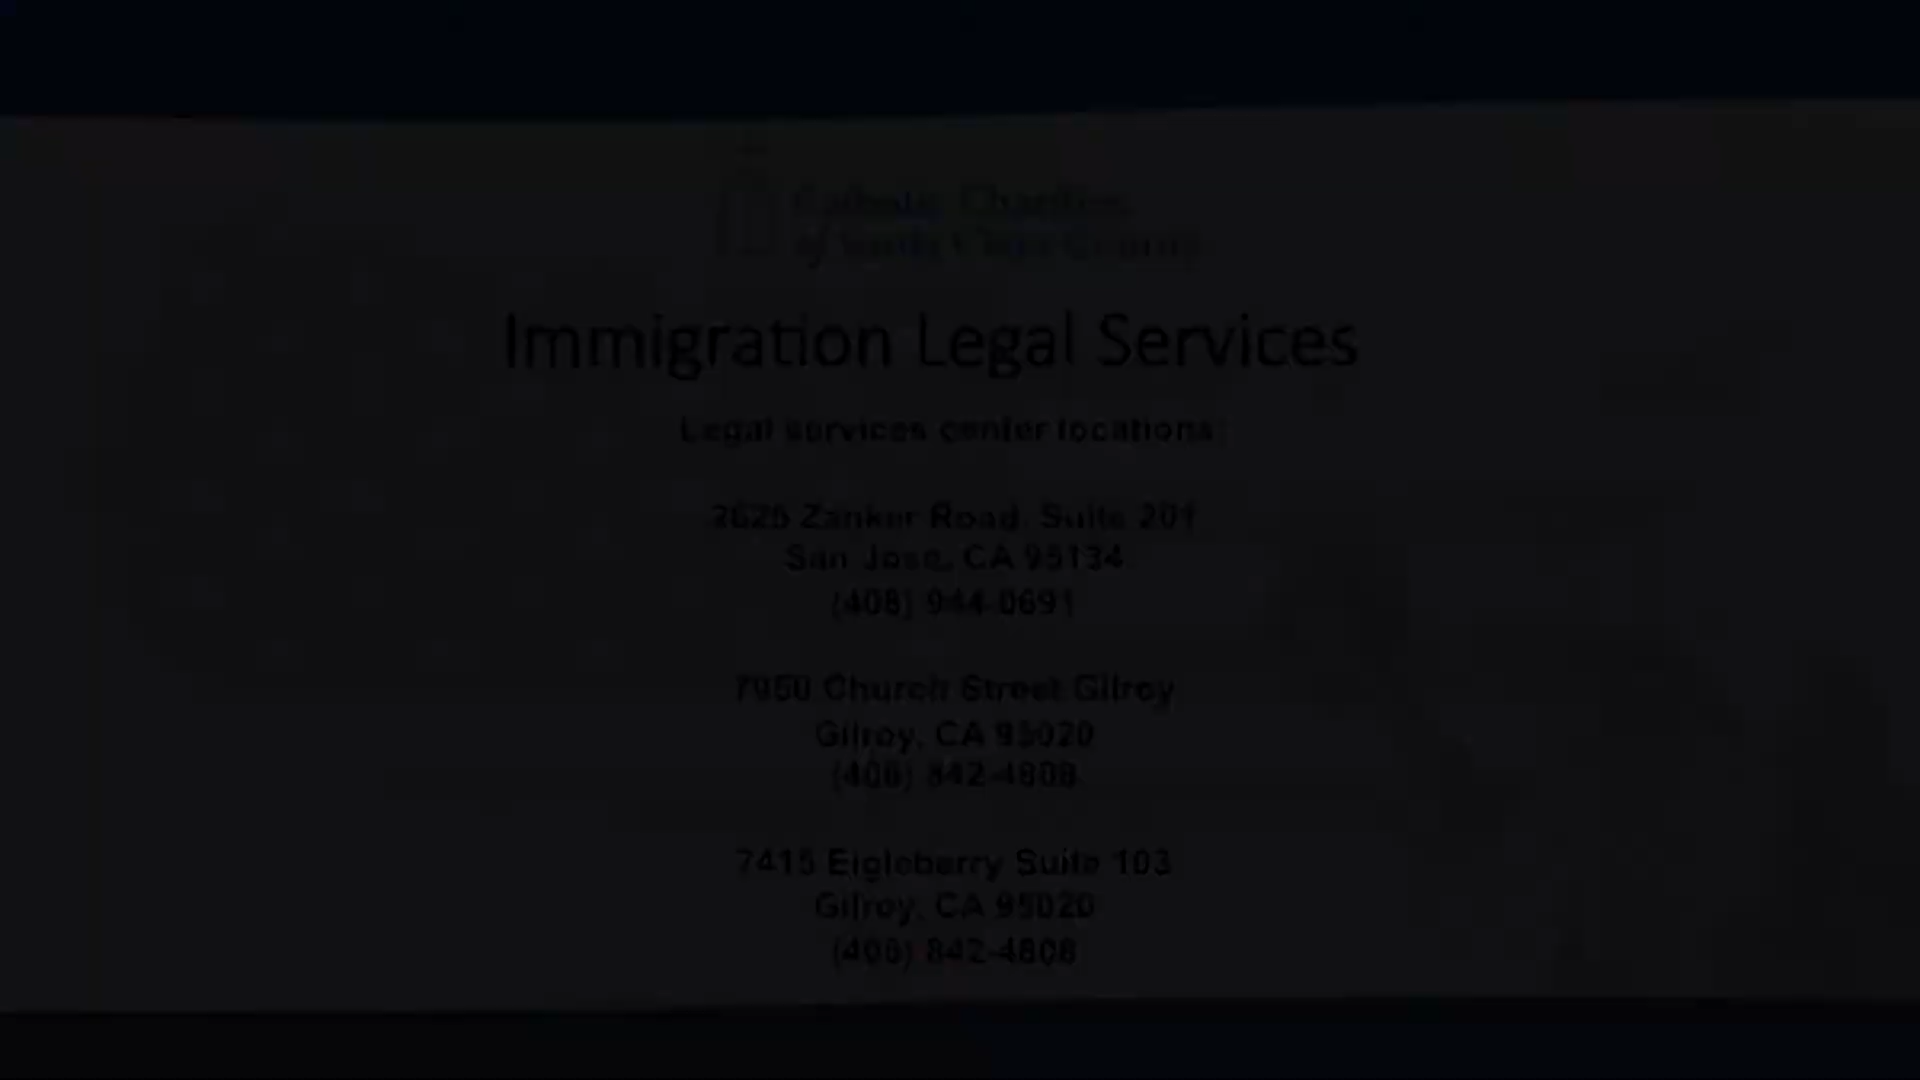 Catholic Charities
of Santa Clara County
Immigration Legal Services
Legal services center locations:
2625 Zanker Road, Suite 201
San Jose, CA 95134
(408) 944-0691
7950 Church Street Gilroy
Gilroy, CA 95020
(408) 842-4808
7415 Eigleberry Suite 103
Gilroy, CA 95020
(408) 842-4808